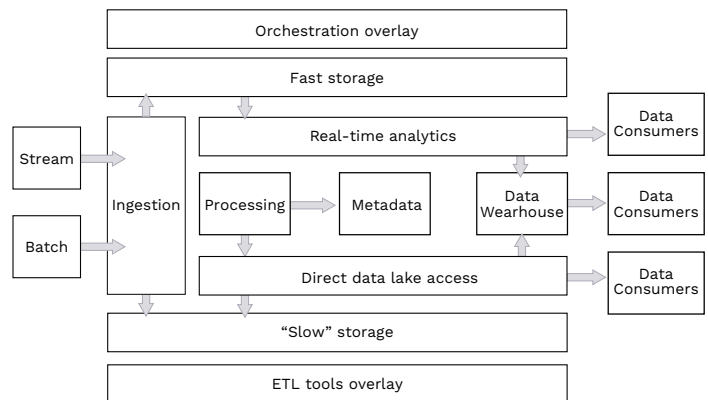 Orchestration overlay
Fast storage
Real-time analytics
Data
Consumers
Stream
Ingestion
Processing
Metadata
Data
Wearhouse
Data
Consumers
Batch
Direct data lake access
Data
Consumers
“Slow” storage
ETL tools overlay